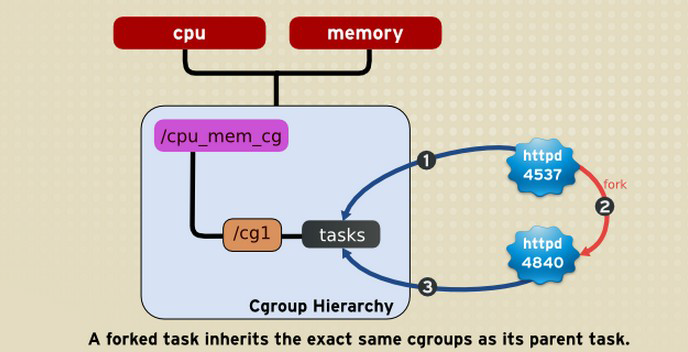 cpu
memory
/cpu_mem_cg
1
httpd
4537
fork
2
/cg1
tasks
httpd
4840
3
Cgroup Hierarchy
A forked task inherits the exact same cgroups as its parent task.